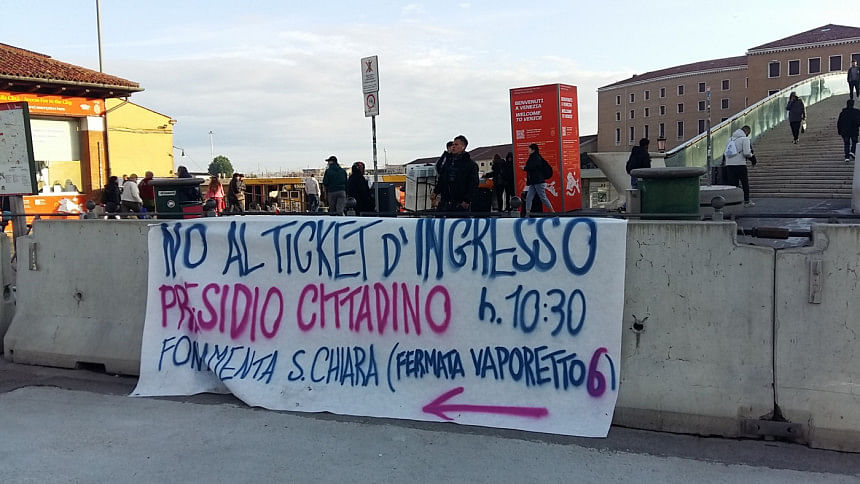 BENVENUTI
A VENEZIA
WELCOME
TO VENICE
NO AL TICKET D'INGRESSO
PRESIDIO CITTADINO h. 10:30
FONDAMENTA S. CHIARA (FERMATA VAPORETTO 6)